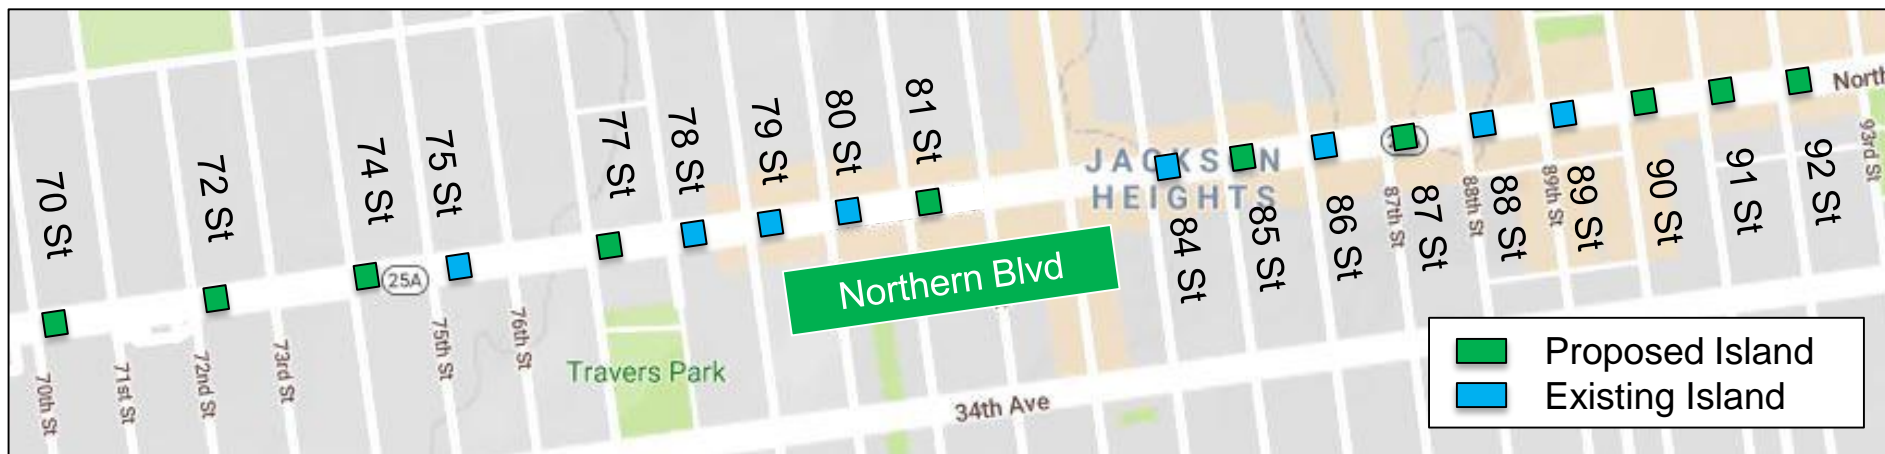 70 St
72 St
74 St
75 St
77 St
78 St
79 St
80 St
81 St
84 St
85 St
86 St
87 St
88 St
89 St
90 St
91 St
92 St
North
JACKSON
HEIGHTS
25A
Northern Blvd
70th St
71st St
72nd St
73rd St
75th St
76th St
87th St
88th St
89th St
93rd St
Travers Park
34th Ave
Proposed Island
Existing Island